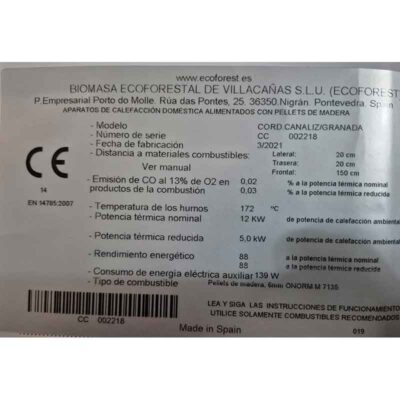 www.ecoforest.es
BIOMASA ECOFORESTAL DE VILLACAÑAS S.L.U. (ECOFOREST
P.Empresarial Porto do Molle. Rúa das Pontes, 25. 36350.Nigrán. Pontevedra. Spain
APARATOS DE CALEFACCIÓN DOMÉSTICA ALIMENTADOS CON PELLETS DE MADERA
- Modelo CORD.CANALIZ/GRANADA
- Número de serie CC 002218
- Fecha de fabricación 3/2021
- Distancia a materiales combustibles: Lateral: 20 cm
Trasera: 20 cm
Ver manual Frontal: 150 cm
CE
14
EN 14785:2007
- Emisión de CO al 13% de O2 en 0,02 % a la potencia térmica nominal
productos de la combustión 0,03 % a la potencia térmica reducida
- Temperatura de los humos 172 ºC
- Potencia térmica nominal 12 KW de potencia de calefacción ambiental
- Potencia térmica reducida 5,0 kW de potencia de calefacción ambiental
- Rendimiento energético 88 % a la potencia térmica nominal
88 % a la potencia térmica reducida
- Consumo de energía eléctrica auxiliar 139 W
- Tipo de combustible Pellets de madera, 6mm ÖNORM M 7135
CC 002218
LEA Y SIGA LAS INSTRUCCIONES DE FUNCIONAMIENTO
UTILICE SOLAMENTE COMBUSTIBLES RECOMENDADOS
Made in Spain 019